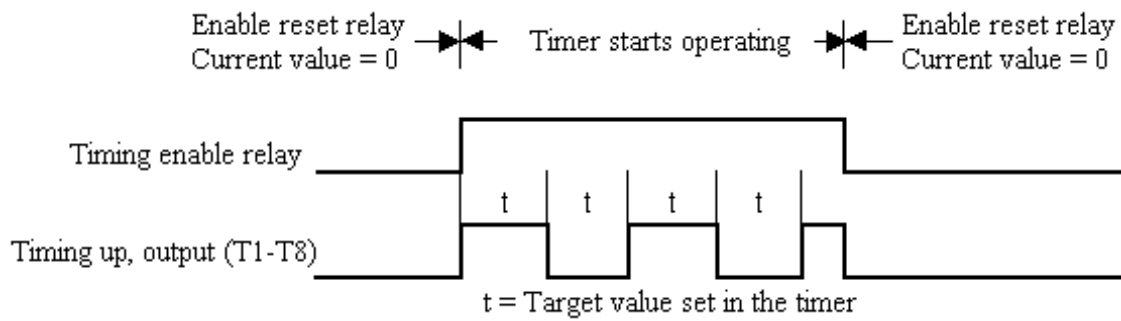 Enable reset relay
Current value = 0
Timer starts operating
Enable reset relay
Current value = 0
Timing enable relay
t
t
t
t
Timing up, output (T1-T8)
t = Target value set in the timer